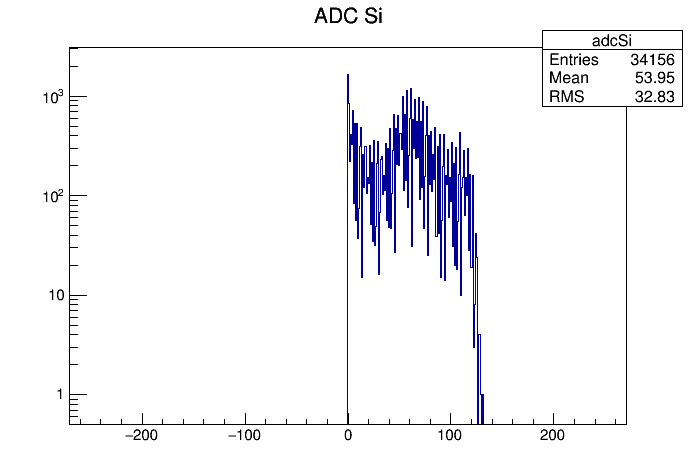 ADC Si
adcSi
Entries 34156
Mean 53.95
RMS 32.83
10³
10²
10
1
−200 −100 0 100 200